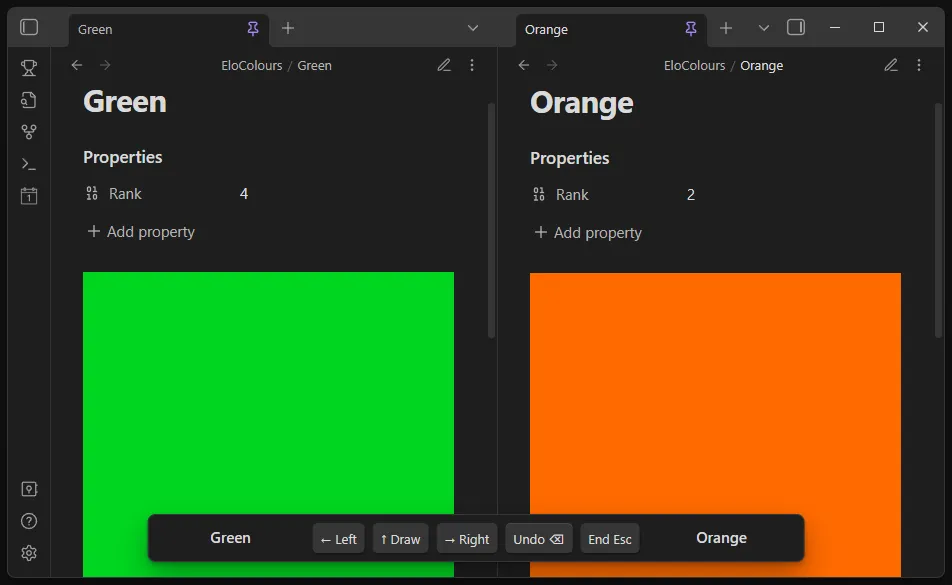 Green
Orange
EloColours / Green
EloColours / Orange
Green
Properties
Rank 4
+ Add property
Orange
Properties
Rank 2
+ Add property
1
Green ← Left ↑ Draw → Right Undo ⌫ End Esc Orange